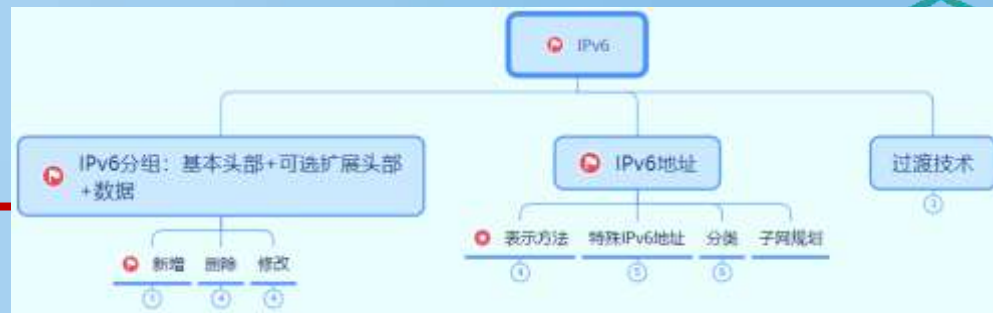 IPv6
IPv6分组：基本头部+可选扩展头部
+数据
IPv6地址
过渡技术
新增 删除 修改
表示方法 特殊IPv6地址 分类 子网规划